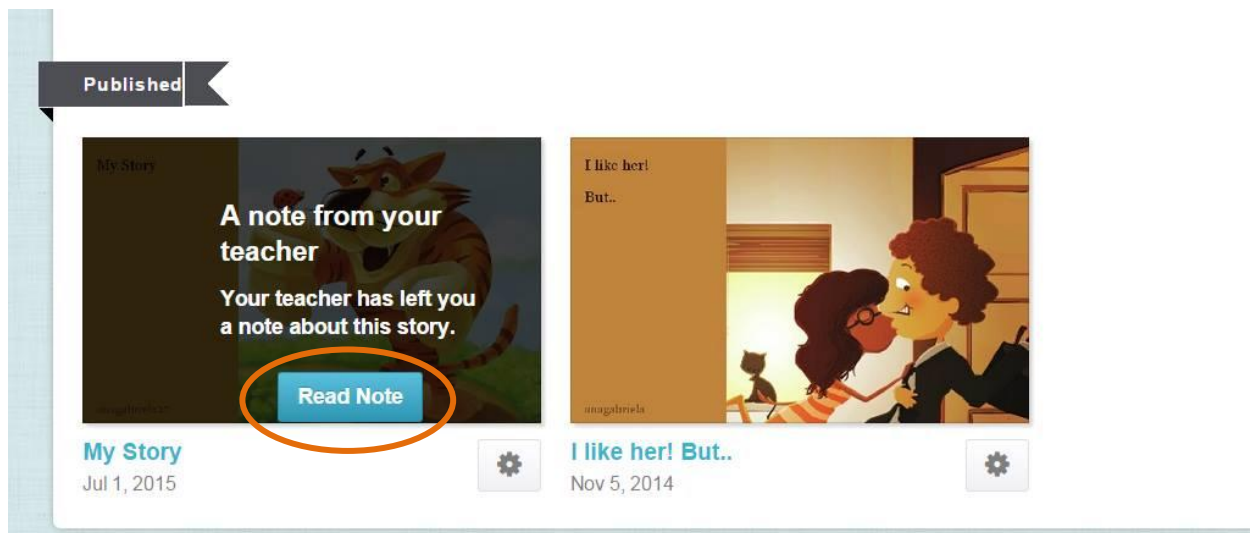 Published
My Story
A note from your
teacher
Your teacher has left you
a note about this story.
Read Note
My Story
Jul 1, 2015
I like her!
But..
anagabriela
I like her! But..
Nov 5, 2014